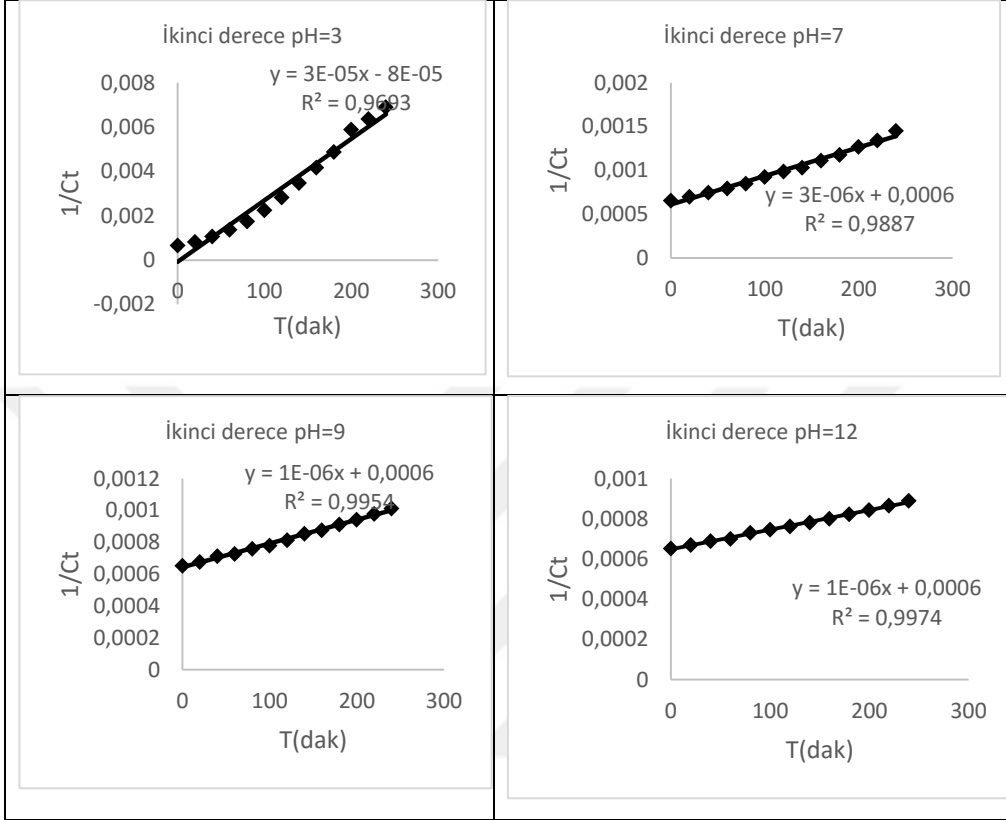 İkinci derece pH=3
y = 3E-05x - 8E-05
R² = 0,9693
0,008
0,006
0,004
0,002
0
-0,002
0
100
200
300
1/Ct
T(dak)
İkinci derece pH=7
0,002
0,0015
0,001
0,0005
0
y = 3E-06x + 0,0006
R² = 0,9887
0
100
200
300
1/Ct
T(dak)
İkinci derece pH=9
y = 1E-06x + 0,0006
R² = 0,9954
0,0012
0,001
0,0008
0,0006
0,0004
0,0002
0
0
100
200
300
1/Ct
T(dak)
İkinci derece pH=12
0,001
0,0008
0,0006
0,0004
0,0002
0
y = 1E-06x + 0,0006
R² = 0,9974
0
100
200
300
1/Ct
T(dak)